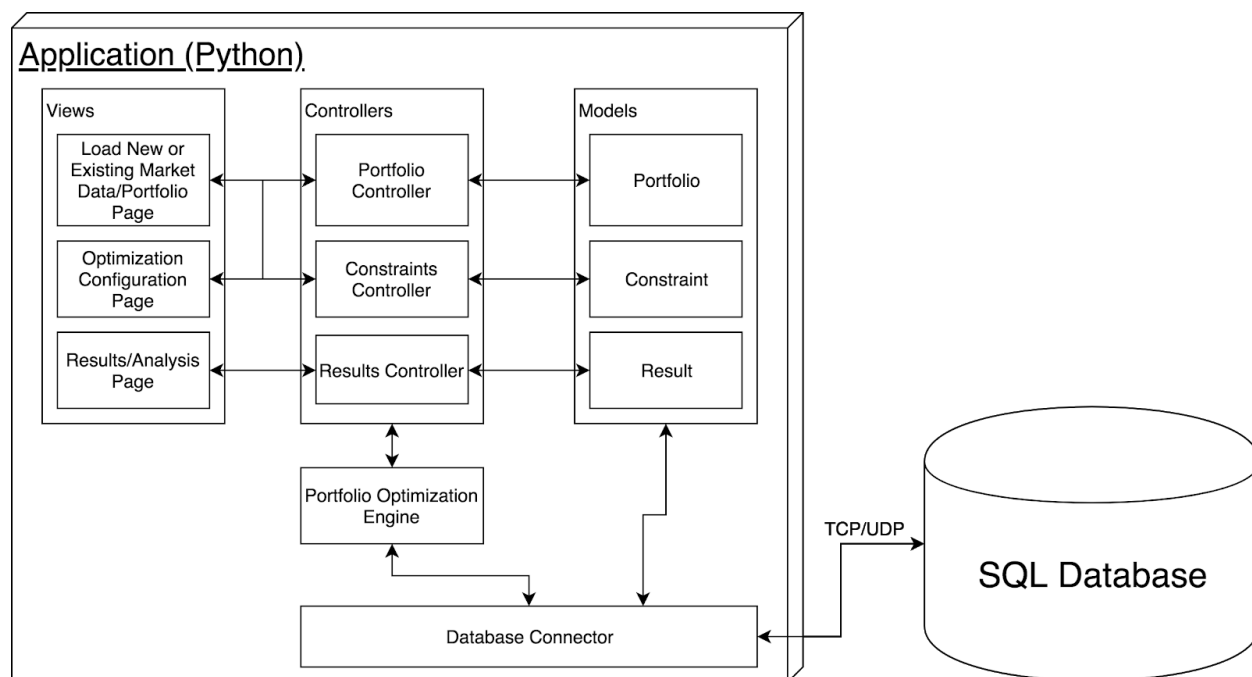 Application (Python)
Views
Controllers
Models
Load New or
Existing Market
Data/Portfolio
Page
Portfolio
Controller
Portfolio
Optimization
Configuration
Page
Constraints
Controller
Constraint
Results/Analysis
Page
Results Controller
Result
Portfolio Optimization
Engine
TCP/UDP
SQL Database
Database Connector